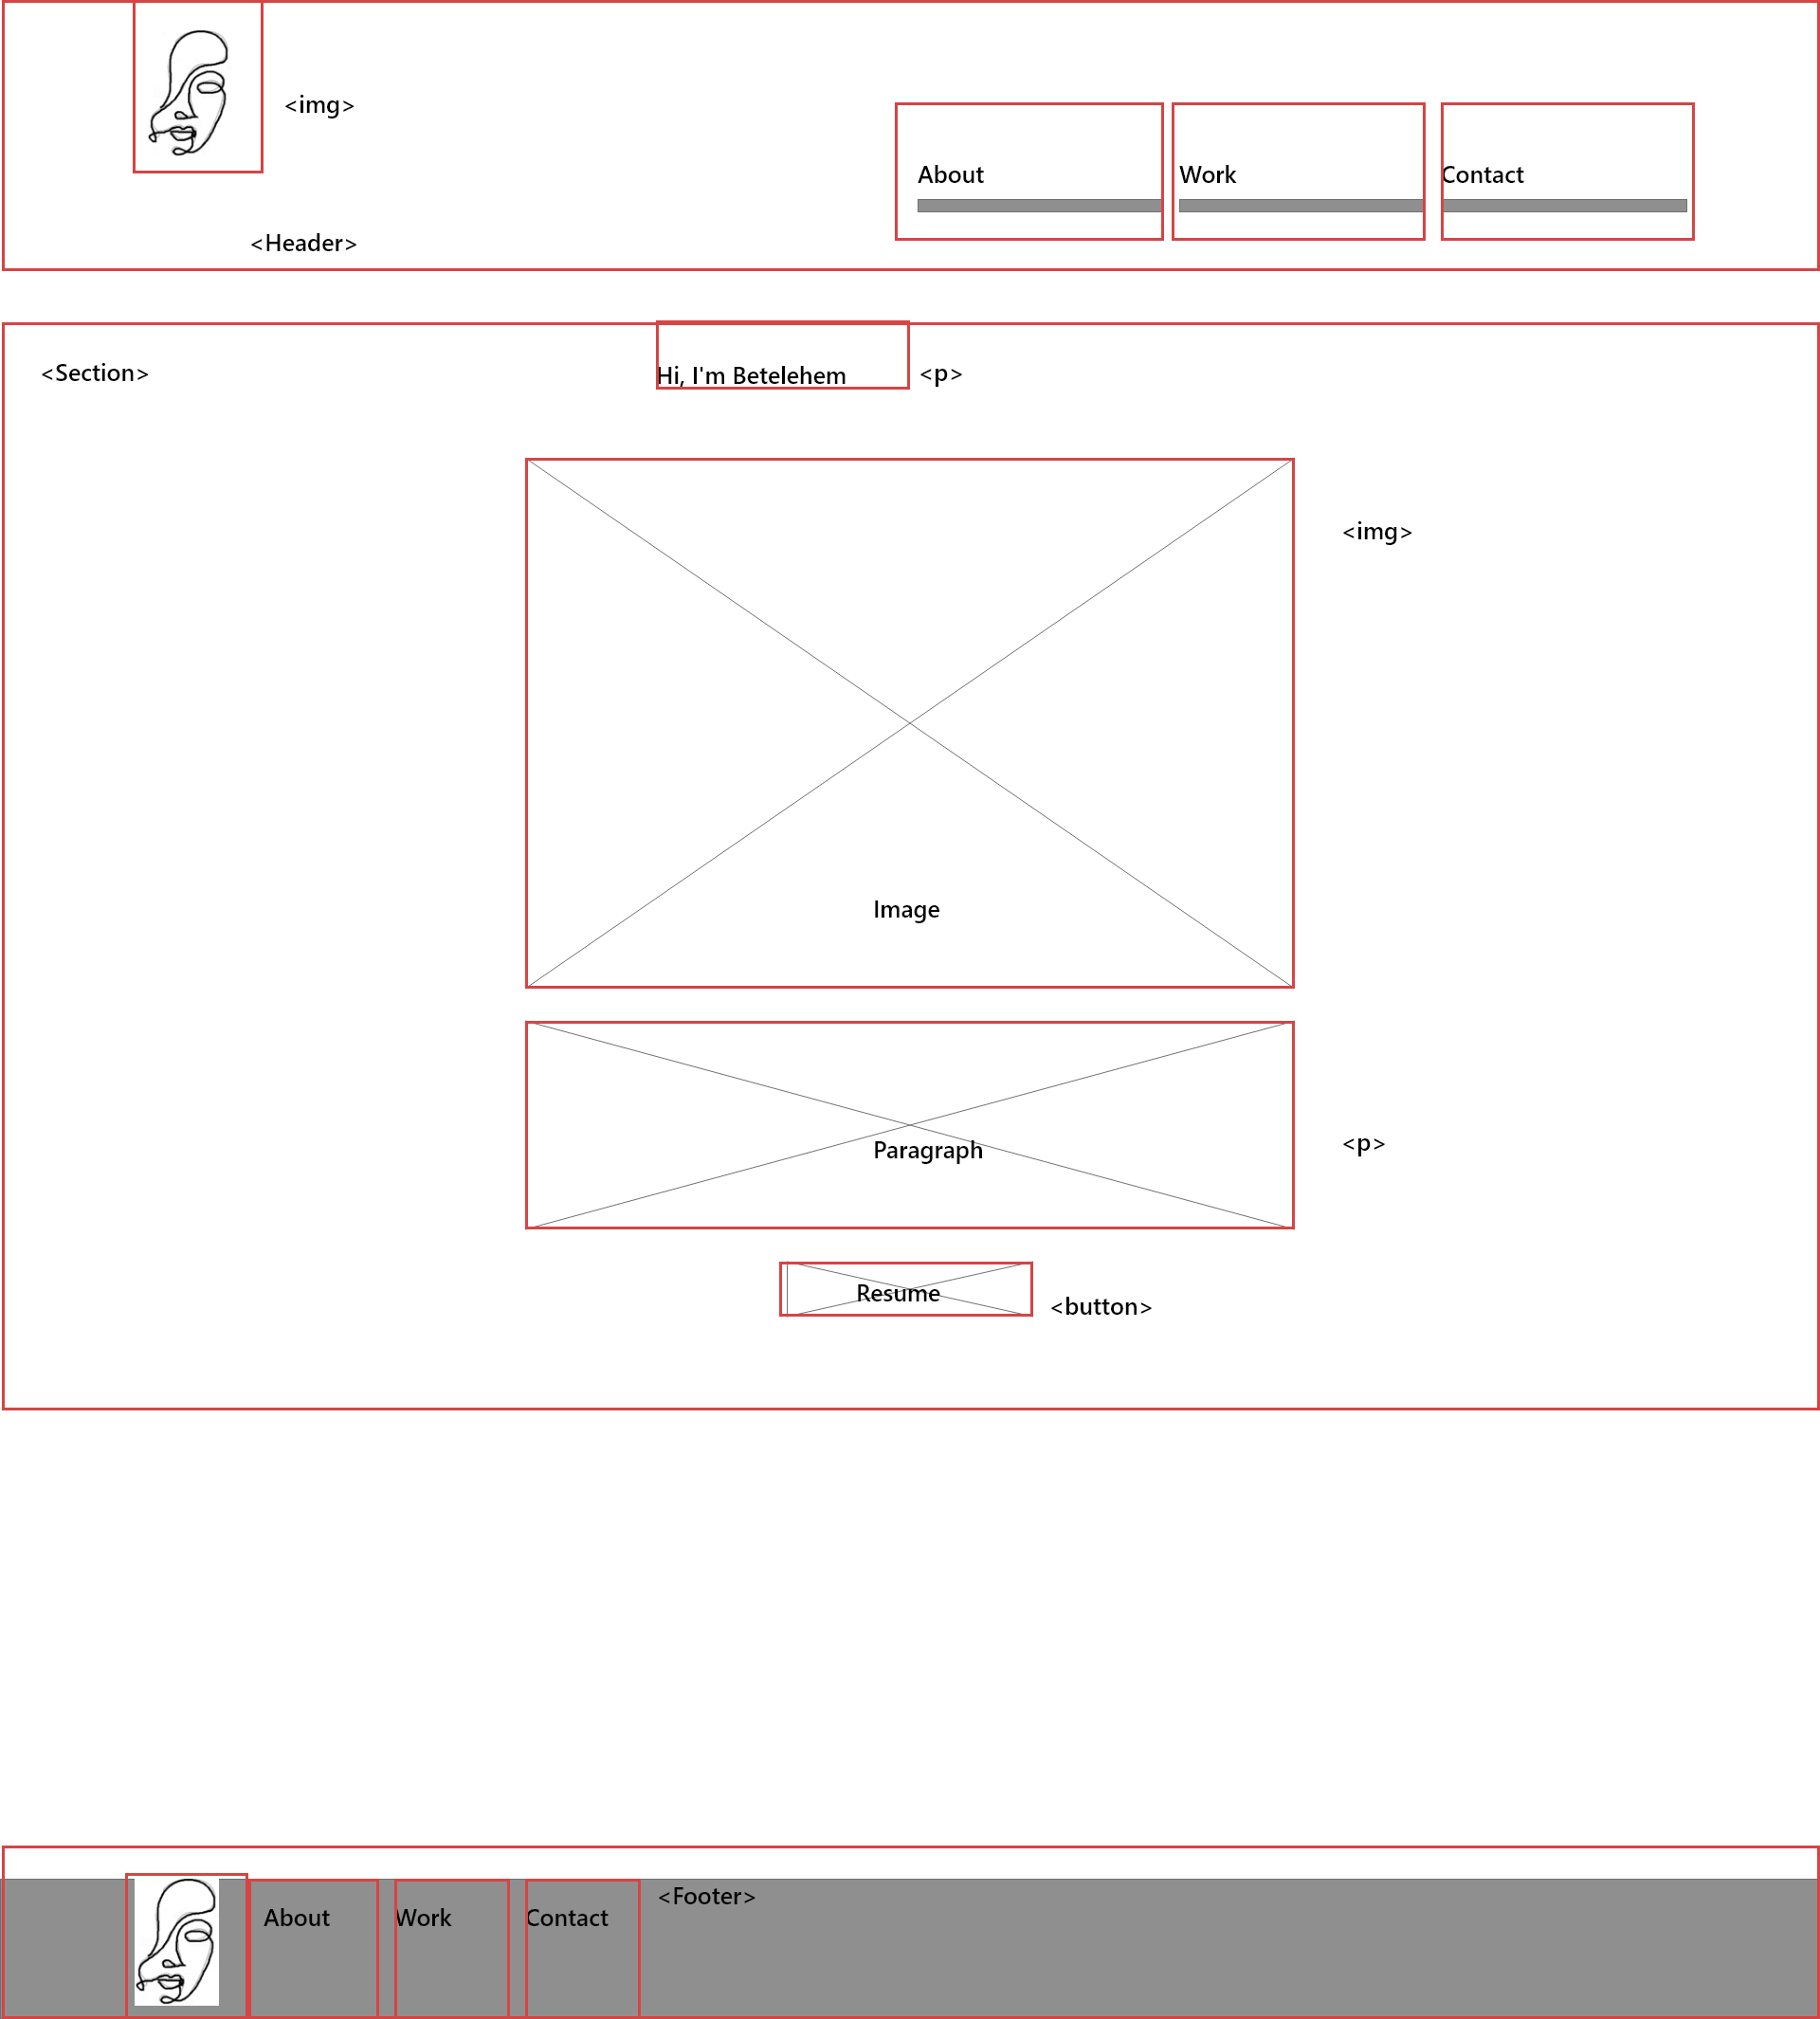 <img>
About
Work
Contact
<Header>
<Section>
Hi, I'm Betelehem
<p>
<img>
Image
Paragraph
<p>
Resume
<button>
About
Work
Contact
<Footer>